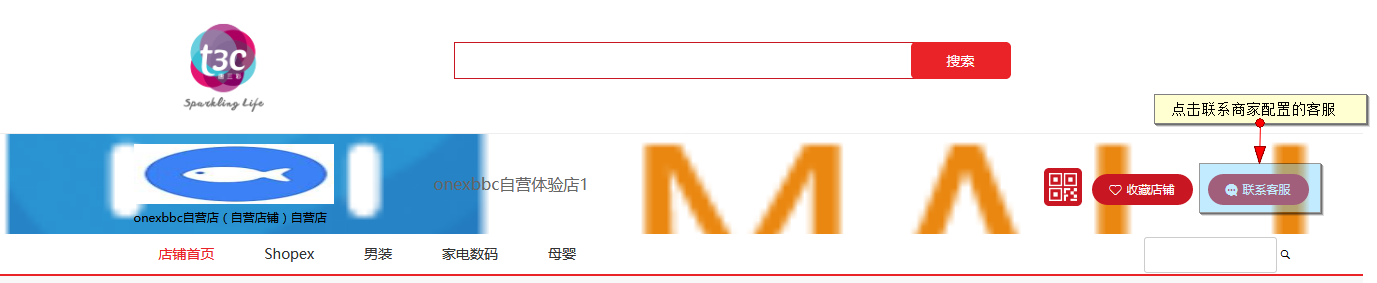 t3c
Sparkling Life
搜索
点击联系商家配置的客服
onexbbc自营体验店1
MALL
收藏店铺
联系客服
onexbbc自营店（自营店铺）自营店
店铺首页
Shopex
男装
家电数码
母婴